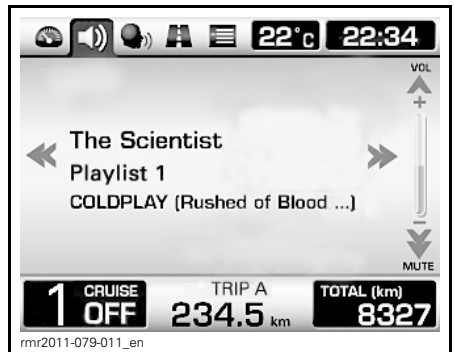 22°c 22:34
VOL
+
The Scientist
Playlist 1
COLDPLAY (Rushed of Blood ...)
-
MUTE
1 CRUISE OFF
TRIP A
234.5 km
TOTAL (km)
8327
rmr2011-079-011_en